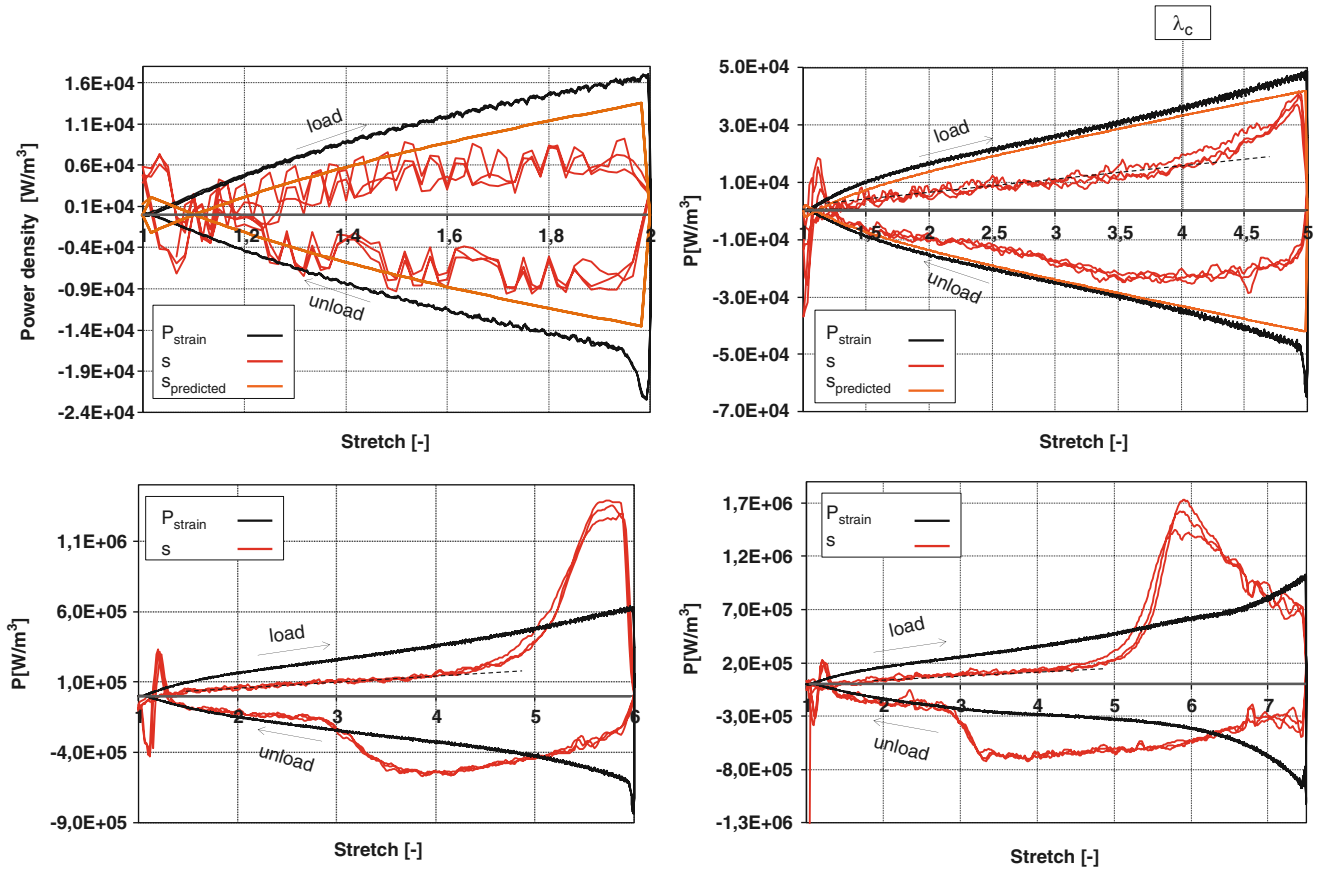 λc
Power density [W/m3]
1.6E+04
1.1E+04
0.6E+04
0.1E+04
-0.4E+04
-0.9E+04
-1.4E+04
-1.9E+04
-2.4E+04
1
1,2
1,4
1,6
1,8
2
load
unload
Pstrain
s
spredicted
Stretch [-]
P[W/m3]
5.0E+04
3.0E+04
1.0E+04
-1.0E+04
-3.0E+04
-5.0E+04
-7.0E+04
1
1,5
2
2,5
3
3,5
4
4,5
5
load
unload
Pstrain
s
spredicted
Stretch [-]
P[W/m3]
1,1E+06
6,0E+05
1,0E+05
-4,0E+05
-9,0E+05
1
2
3
4
5
6
Pstrain
s
load
unload
Stretch [-]
P[W/m3]
1,7E+06
1,2E+06
7,0E+05
2,0E+05
-3,0E+05
-8,0E+05
-1,3E+06
1
2
3
4
5
6
7
Pstrain
s
load
unload
Stretch [-]